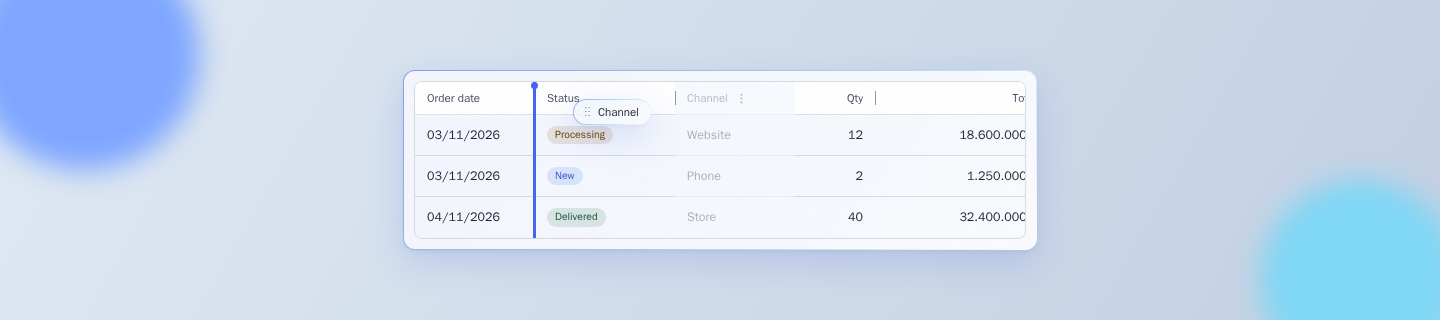 Order date Status Channel Qty
Channel
03/11/2026 Processing Website 12 18.600.000
03/11/2026 New Phone 2 1.250.000
04/11/2026 Delivered Store 40 32.400.000